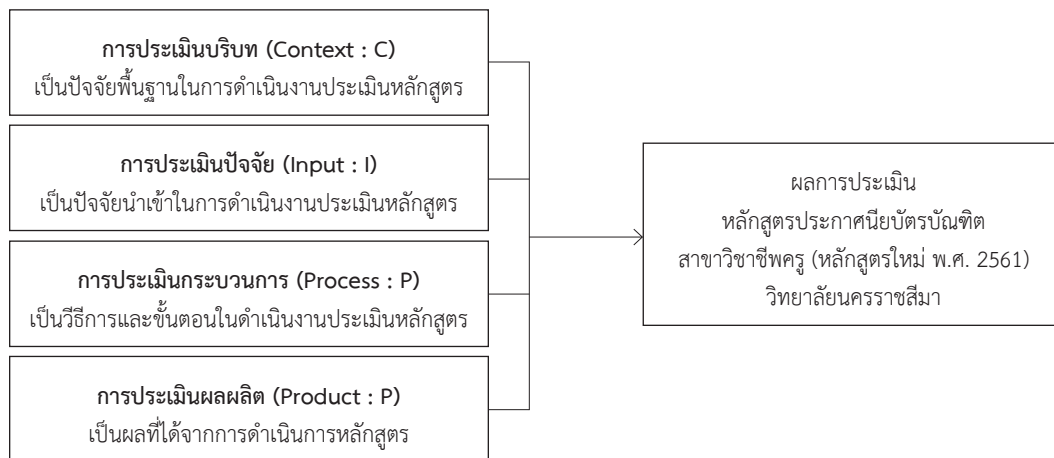 การประเมินบริบท (Context : C)
เป็นปัจจัยพื้นฐานในการดำเนินงานประเมินหลักสูตร
การประเมินปัจจัย (Input : I)
เป็นปัจจัยนำเข้าในการดำเนินงานประเมินหลักสูตร
การประเมินกระบวนการ (Process : P)
เป็นวีธีการและขั้นตอนในดำเนินงานประเมินหลักสูตร
การประเมินผลผลิต (Product : P)
เป็นผลที่ได้จากการดำเนินการหลักสูตร
ผลการประเมิน
หลักสูตรประกาศนียบัตรบัณฑิต
สาขาวิชาชีพครู (หลักสูตรใหม่ พ.ศ. 2561)
วิทยาลัยนครราชสีมา